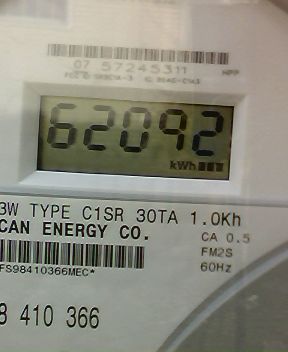 07 57245311
62092
kWh
3W TYPE C1SR 30TA 1.0Kh
CAN ENERGY CO.
CA 0.5
FM2S
60Hz
FS98410366MEC*
8 410 366